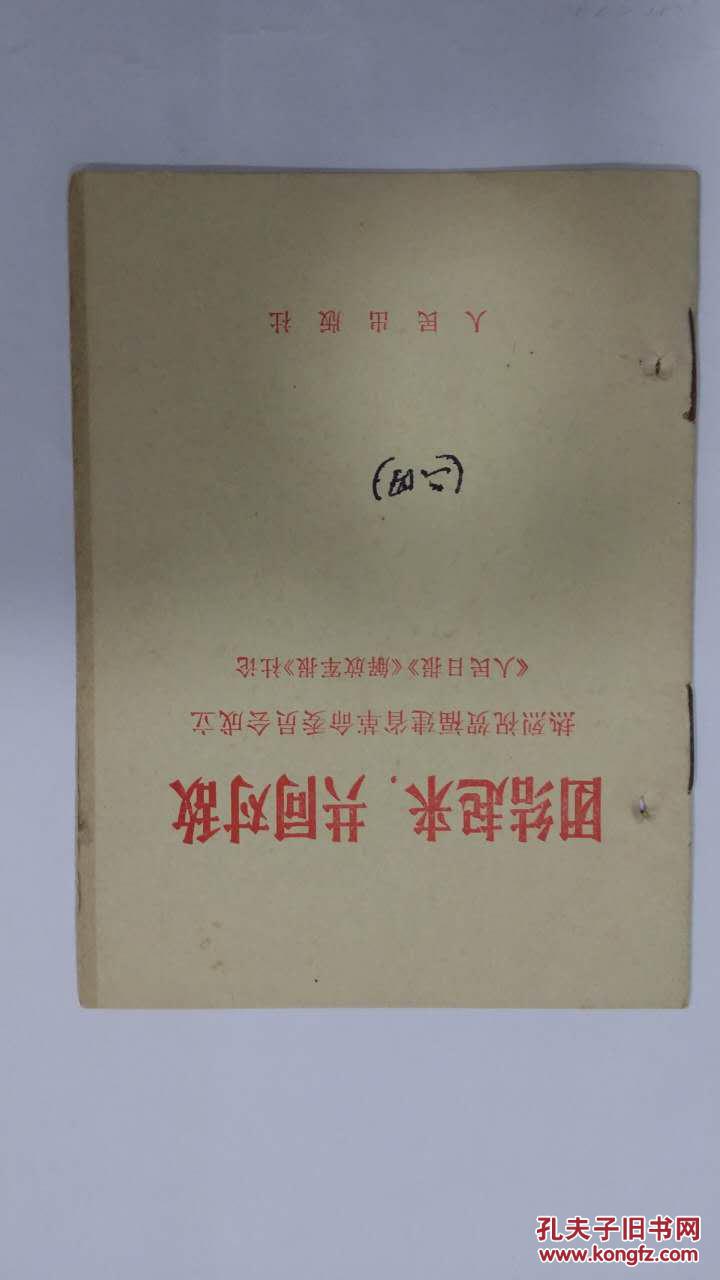 团结起来，共同对敌
热烈祝贺福建省革命委员会成立
《人民日报》《解放军报》社论
(二四)
人民出版社
孔夫子旧书网
www.kongfz.com